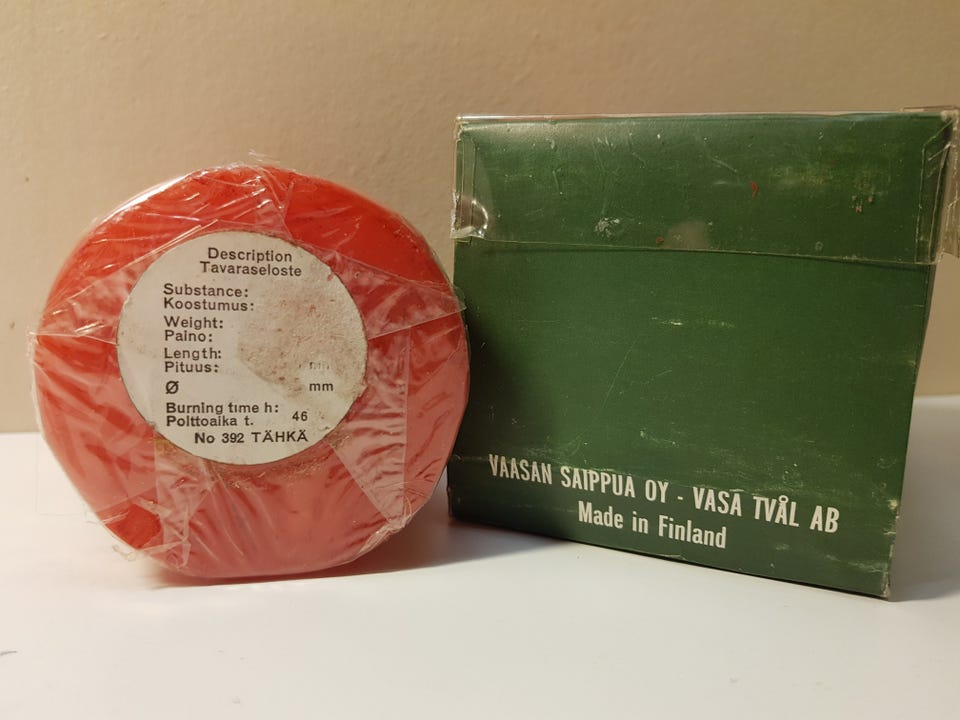 Description
Tavaraseloste
Substance:
Koostumus:
Weight:
Paino:
Length:
Pituus:
Ø mm
Burning time h:
Polttoaika t. 46
No 392 TÄHKÄ
VAASAN SAIPPUA OY - VASA TVÅL AB
Made in Finland